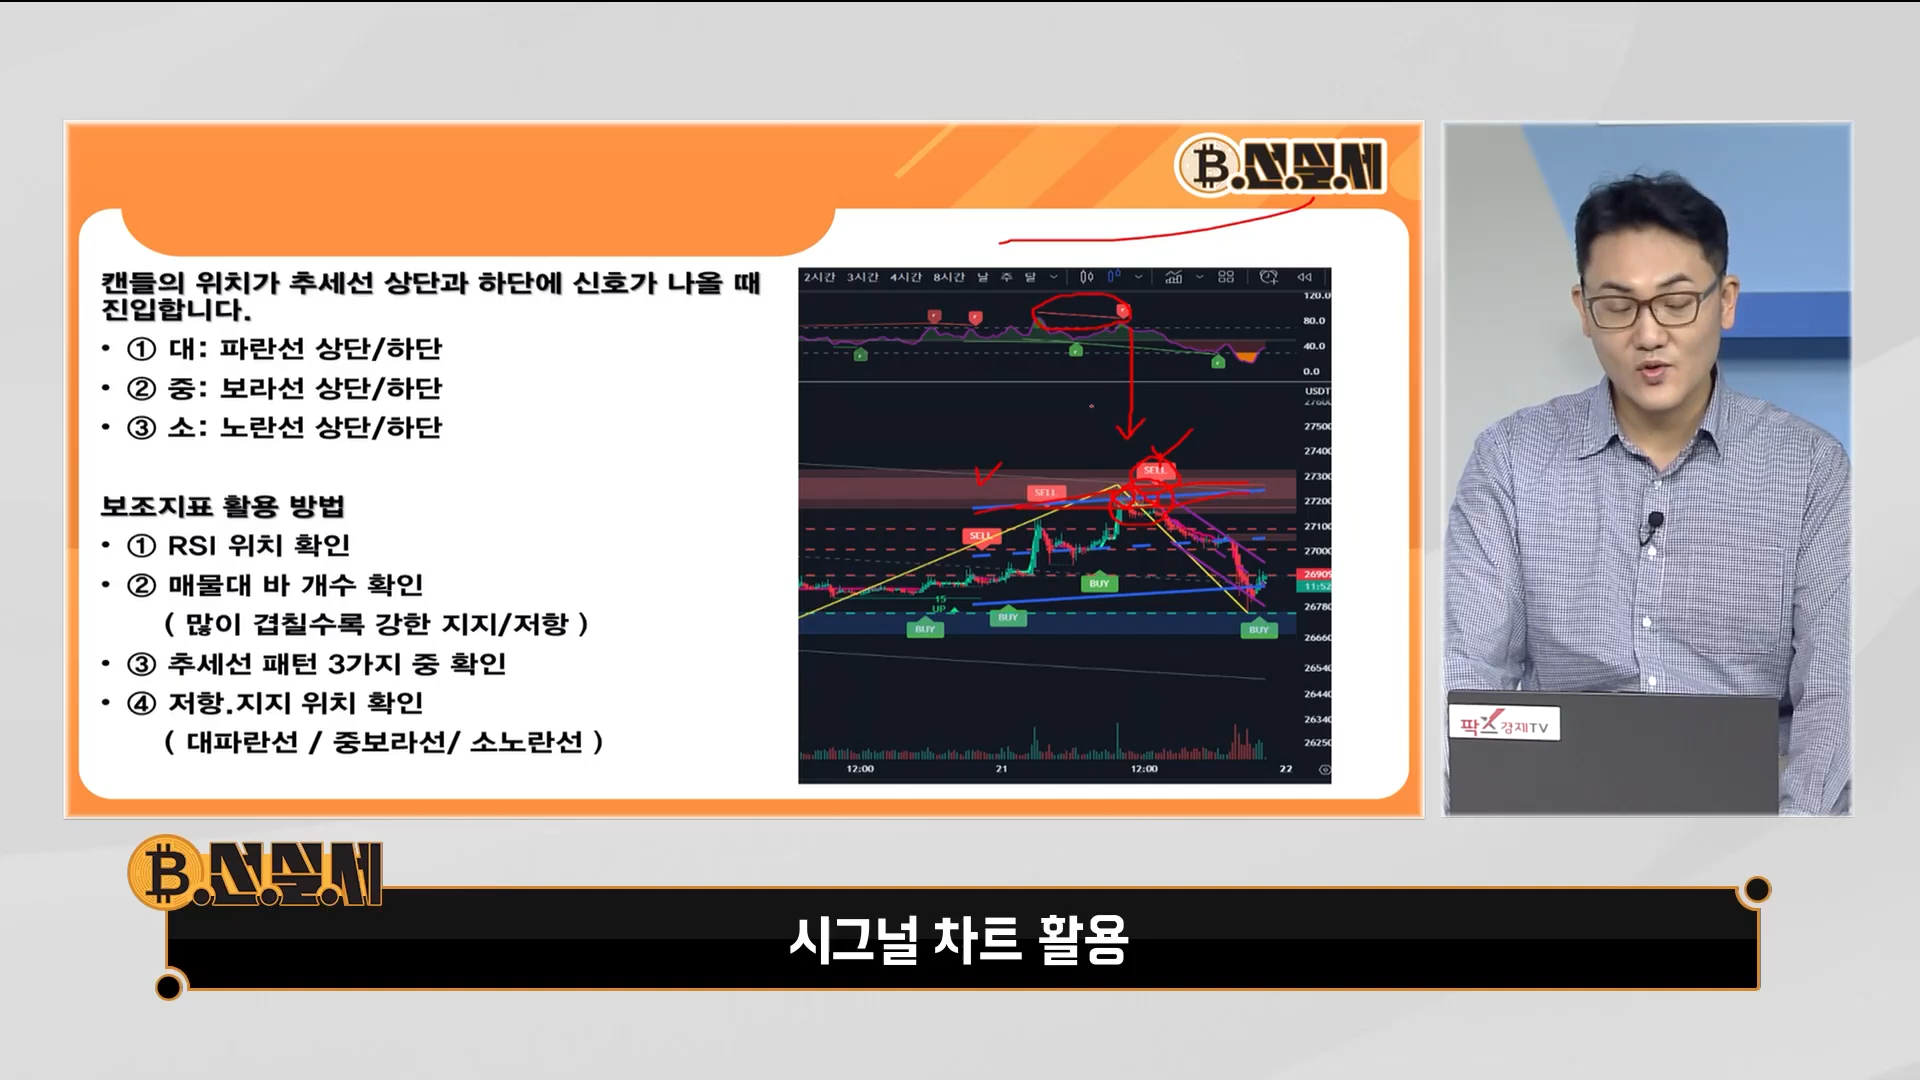 B.선.실.세
캔들의 위치가 추세선 상단과 하단에 신호가 나올 때
진입합니다.
• ① 대: 파란선 상단/하단
• ② 중: 보라선 상단/하단
• ③ 소: 노란선 상단/하단
보조지표 활용 방법
• ① RSI 위치 확인
• ② 매물대 바 개수 확인
( 많이 겹칠수록 강한 지지/저항 )
• ③ 추세선 패턴 3가지 중 확인
• ④ 저항.지지 위치 확인
( 대파란선 / 중보라선/ 소노란선 )
2시간 3시간 4시간 8시간 날 주 달
120.0
80.0
40.0
0.0
USDT
27500
27400
27300
27200
27100
27000
26909
11:52
26780
26660
26540
26440
26340
26250
SELL
SELL
SELL
BUY
15
UP
BUY
BUY
BUY
12:00 21 12:00 22
팍스경제TV
B.선.실.세
시그널 차트 활용